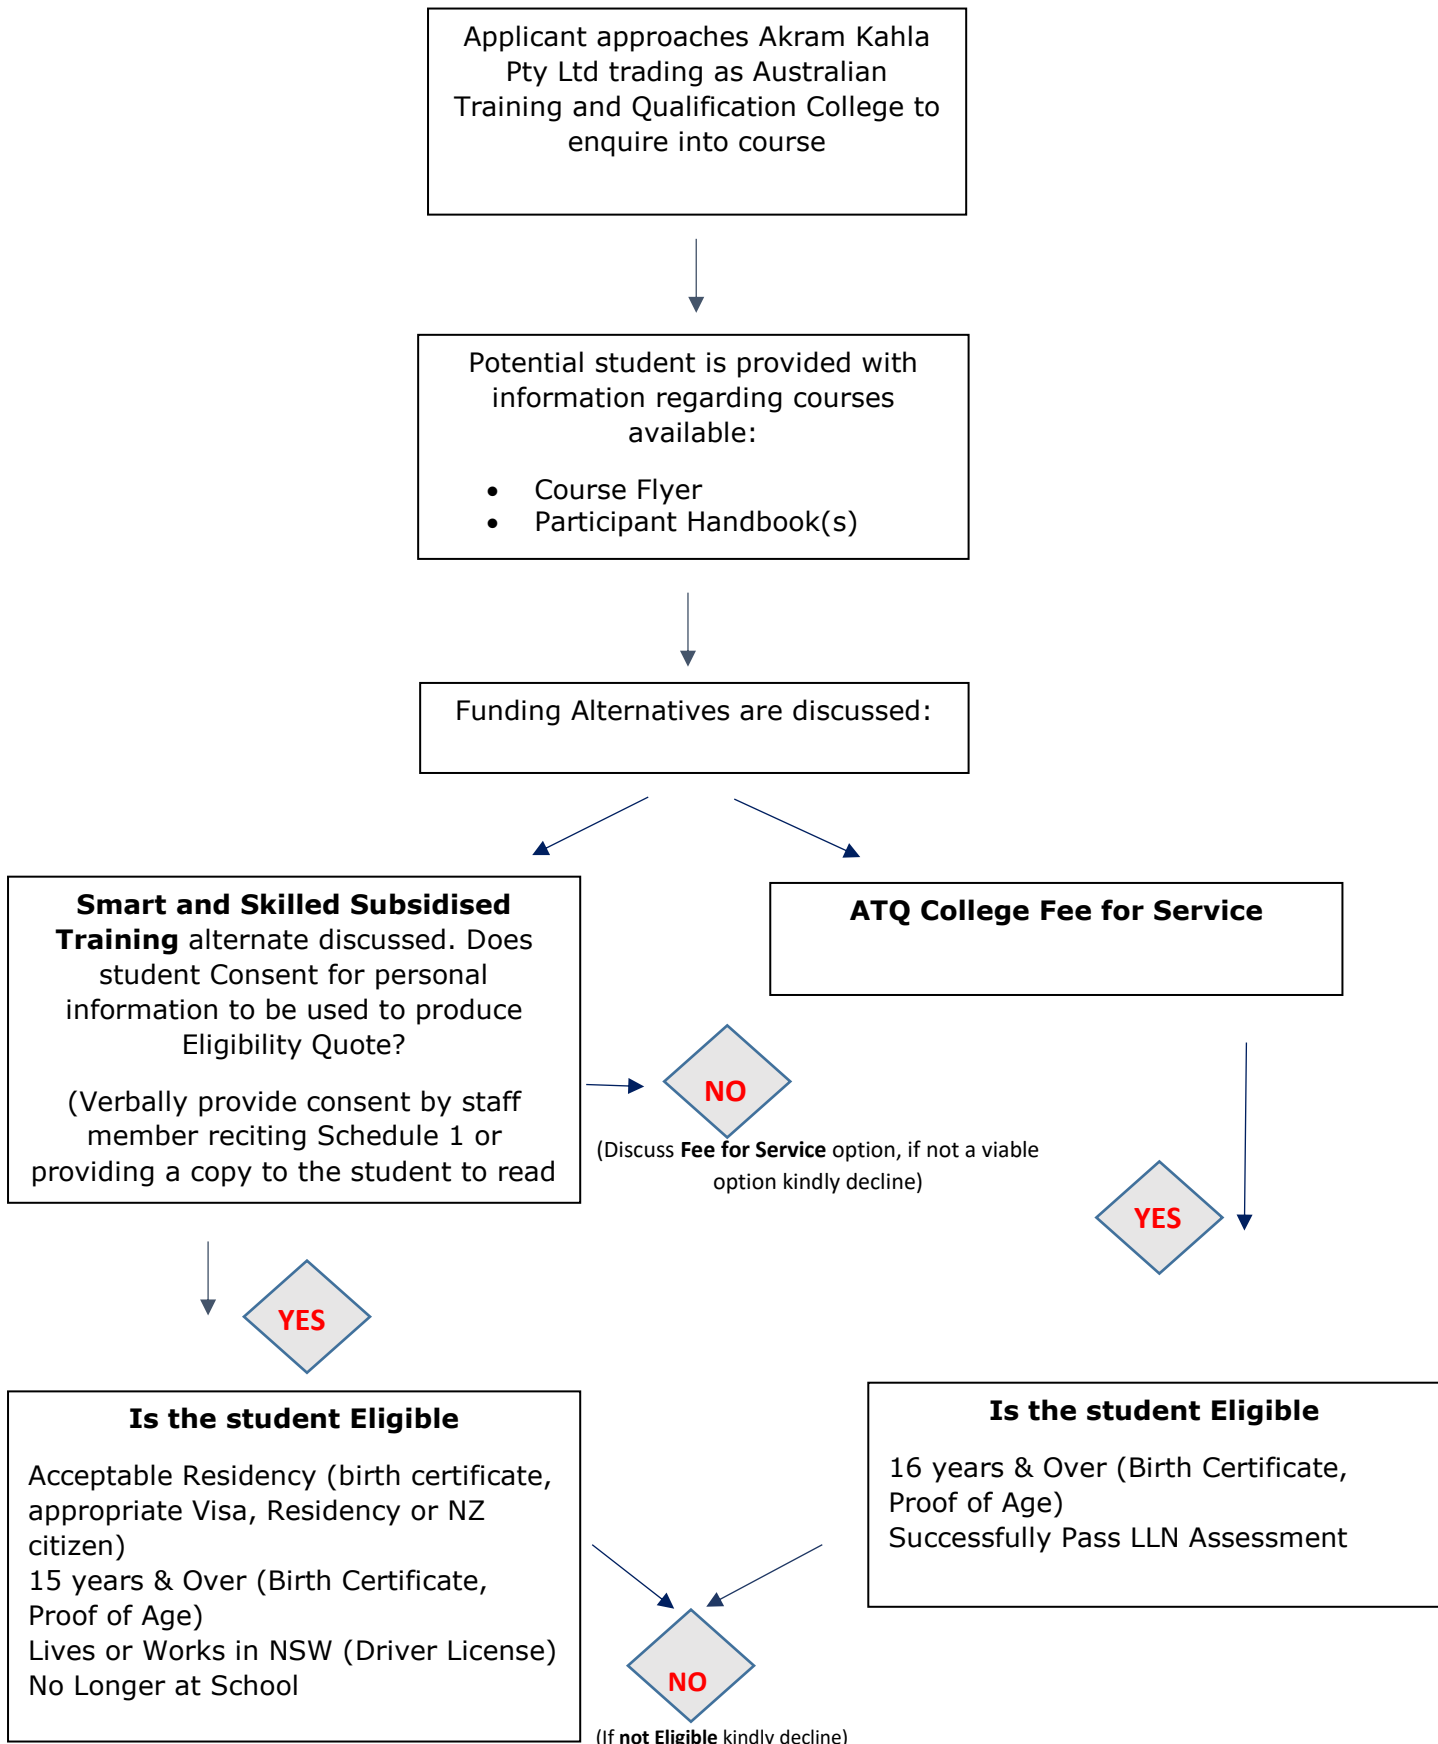 Applicant approaches Akram Kahla
Pty Ltd trading as Australian
Training and Qualification College to
enquire into course
Potential student is provided with
information regarding courses
available:
• Course Flyer
• Participant Handbook(s)
Funding Alternatives are discussed:
Smart and Skilled Subsidised
Training alternate discussed. Does
student Consent for personal
information to be used to produce
Eligibility Quote?
(Verbally provide consent by staff
member reciting Schedule 1 or
providing a copy to the student to read
ATQ College Fee for Service
NO
(Discuss Fee for Service option, if not a viable
option kindly decline)
YES
YES
Is the student Eligible
Acceptable Residency (birth certificate,
appropriate Visa, Residency or NZ
citizen)
15 years & Over (Birth Certificate,
Proof of Age)
Lives or Works in NSW (Driver License)
No Longer at School
Is the student Eligible
16 years & Over (Birth Certificate,
Proof of Age)
Successfully Pass LLN Assessment
NO
(If not Eligible kindly decline)